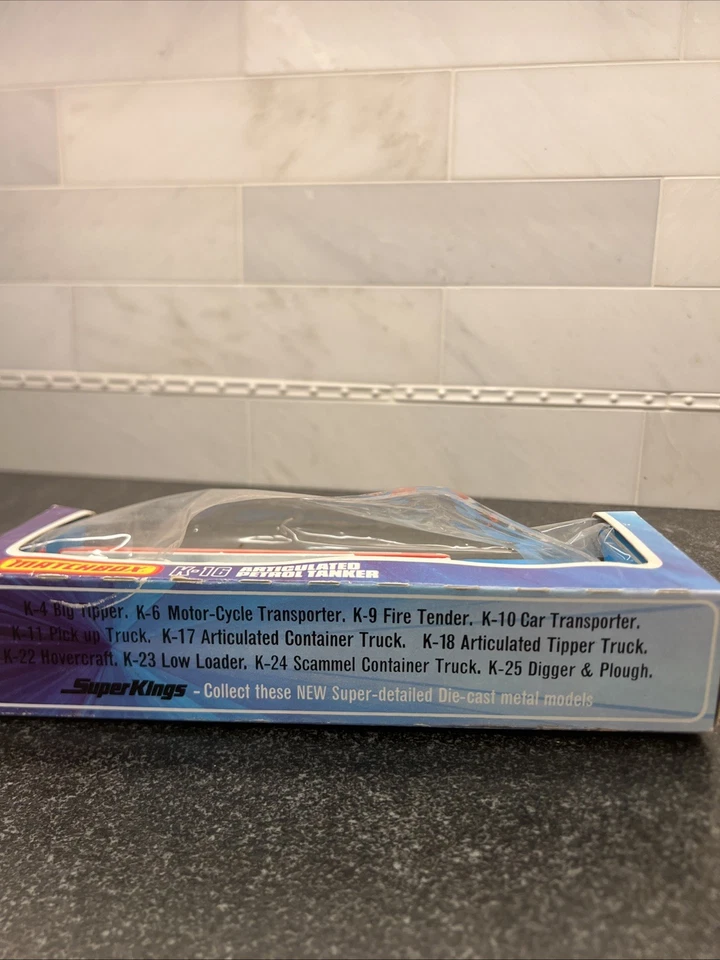 MATCHBOX K-16 ARTICULATED
PETROL TANKER
K-4 Big Tipper. K-6 Motor-Cycle Transporter. K-9 Fire Tender. K-10 Car Transporter.
K-11 Pick up Truck. K-17 Articulated Container Truck. K-18 Articulated Tipper Truck.
K-22 Hovercraft. K-23 Low Loader. K-24 Scammel Container Truck. K-25 Digger & Plough.
SuperKings - Collect these NEW Super-detailed Die-cast metal models